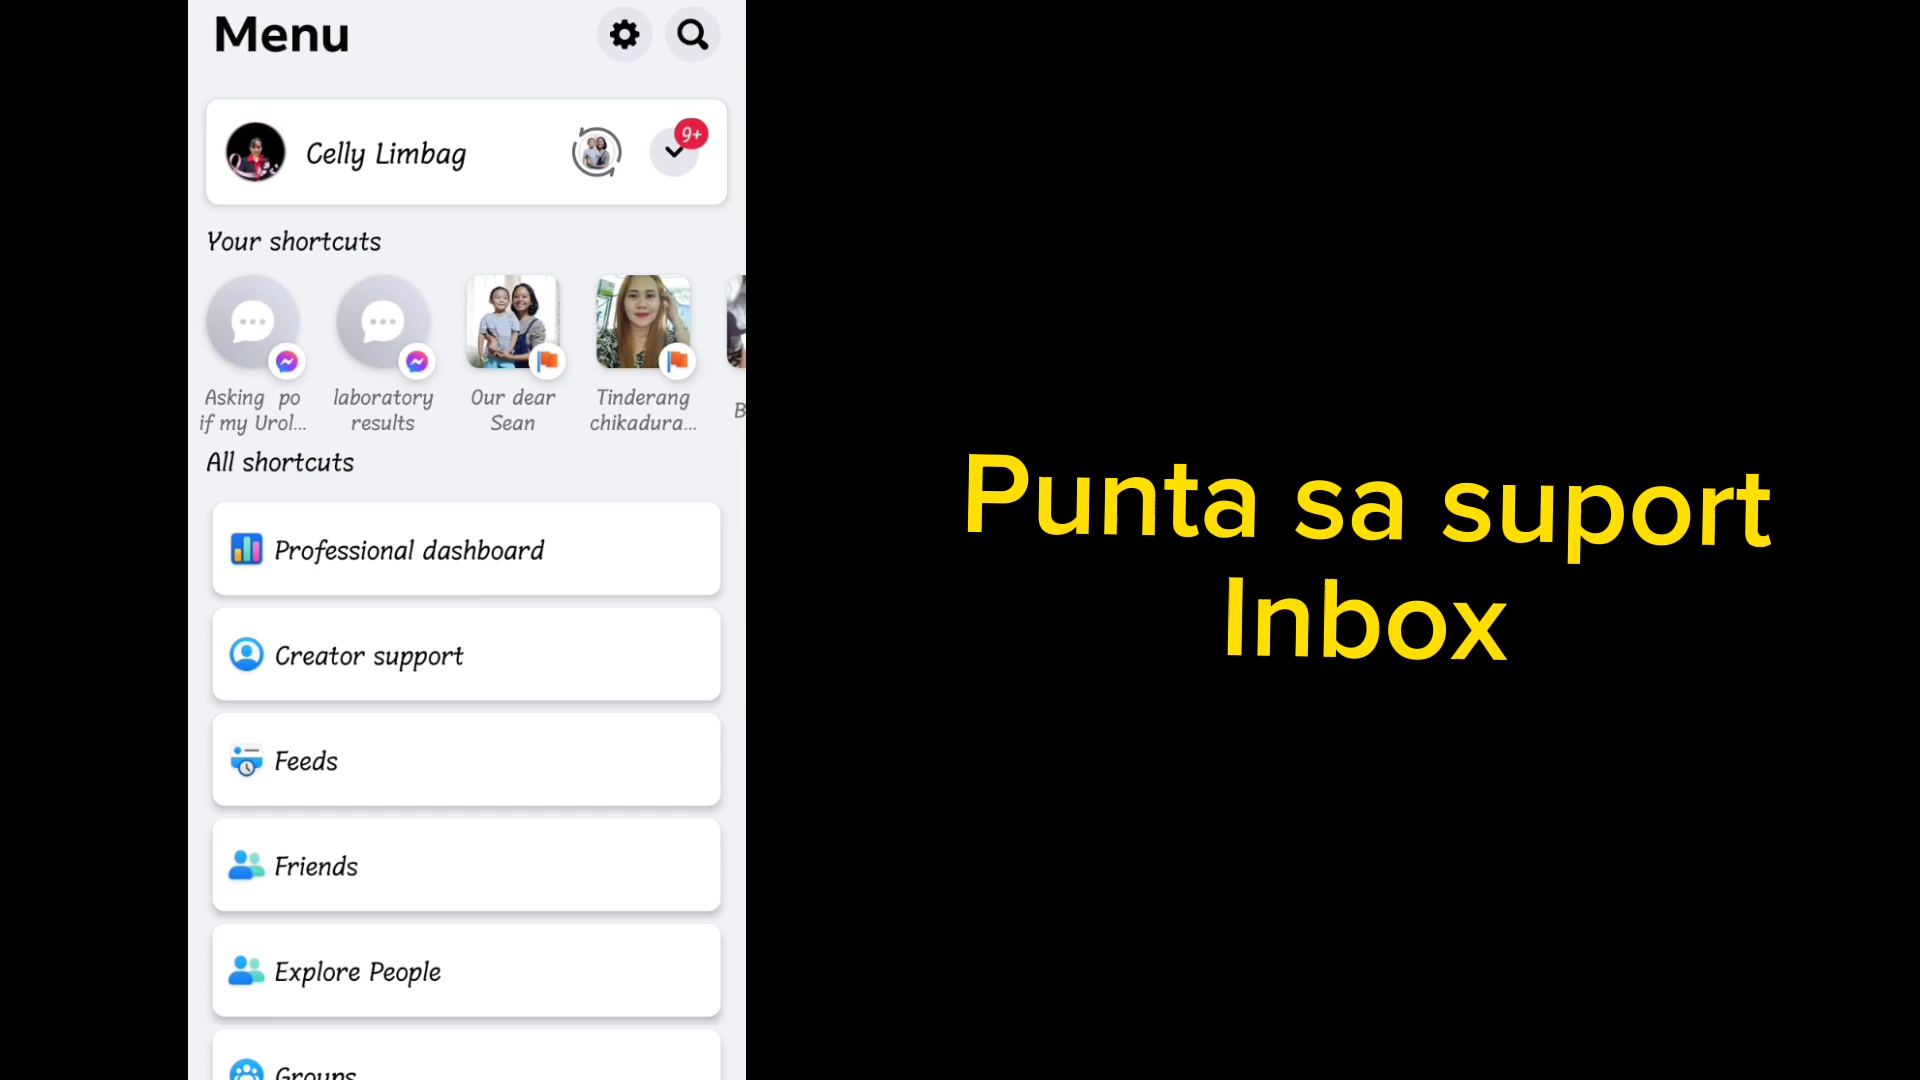 Menu
Celly Limbag
9+
Your shortcuts
Asking po
if my Urol...
laboratory
results
Our dear
Sean
Tinderang
chikadura...
B
All shortcuts
Professional dashboard
Creator support
Feeds
Friends
Explore People
Groups
Punta sa suport
Inbox